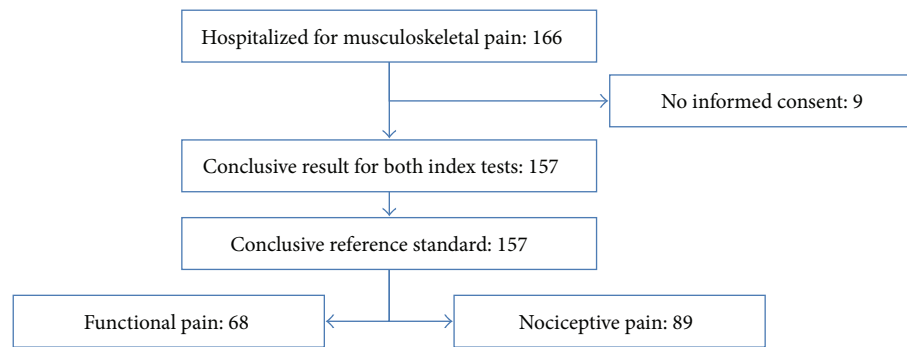 Hospitalized for musculoskeletal pain: 166
No informed consent: 9
Conclusive result for both index tests: 157
Conclusive reference standard: 157
Functional pain: 68
Nociceptive pain: 89